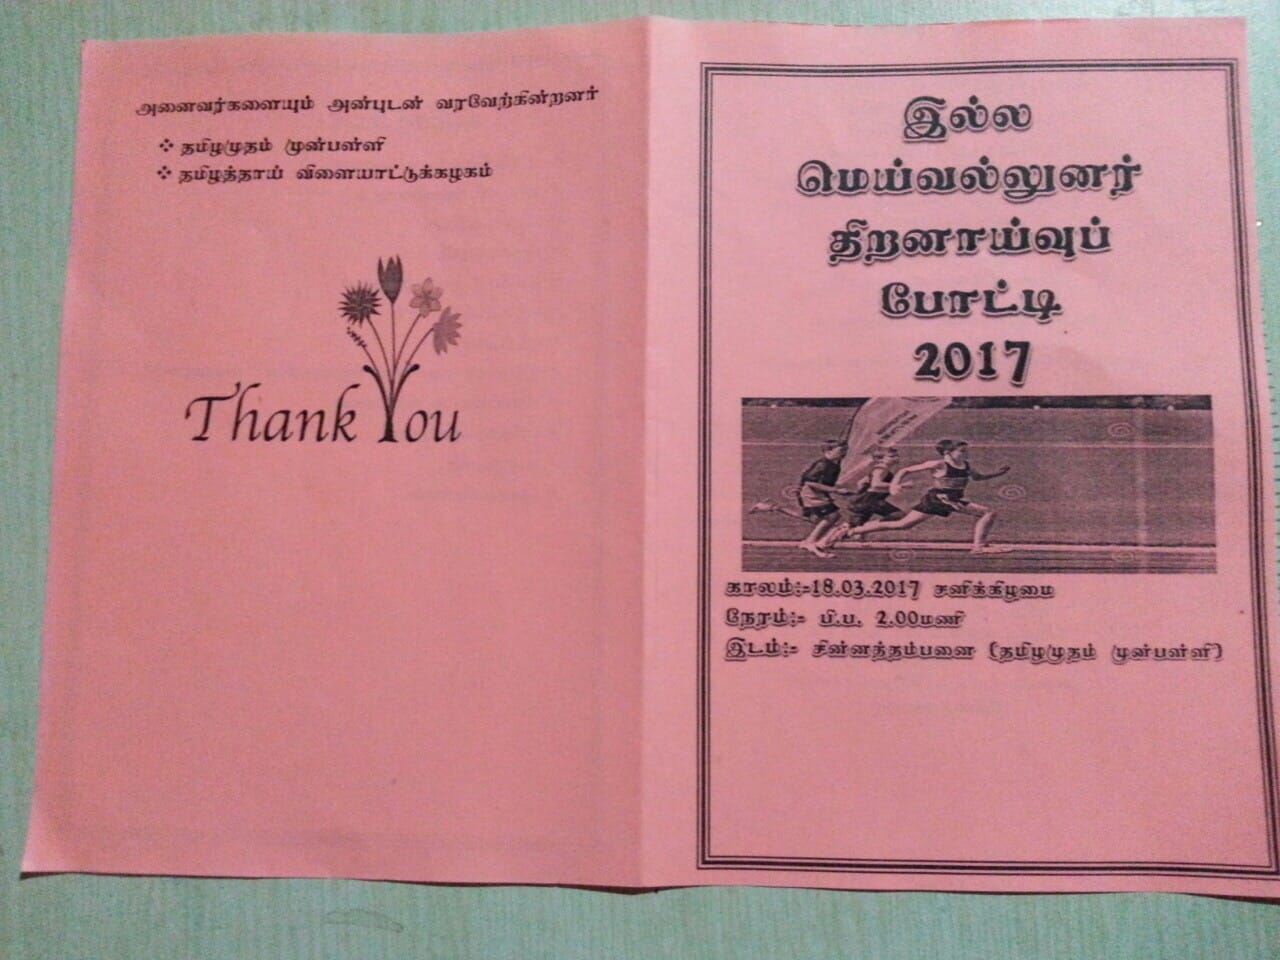 அனைவர்களையும் அன்புடன் வரவேற்கின்றனர்
❖ தமிழமுதம் முன்பள்ளி
❖ தமிழத்தாய் விளையாட்டுக்கழகம்
Thank You
இல்ல
மெய்வல்லுனர்
திறனாய்வுப்
போட்டி
2017
காலம்:-18.03.2017 சனிக்கிழமை
நேரம்:- பி.ப. 2.00மணி
இடம்:- சின்னத்தம்பனை (தமிழமுதம் முன்பள்ளி)